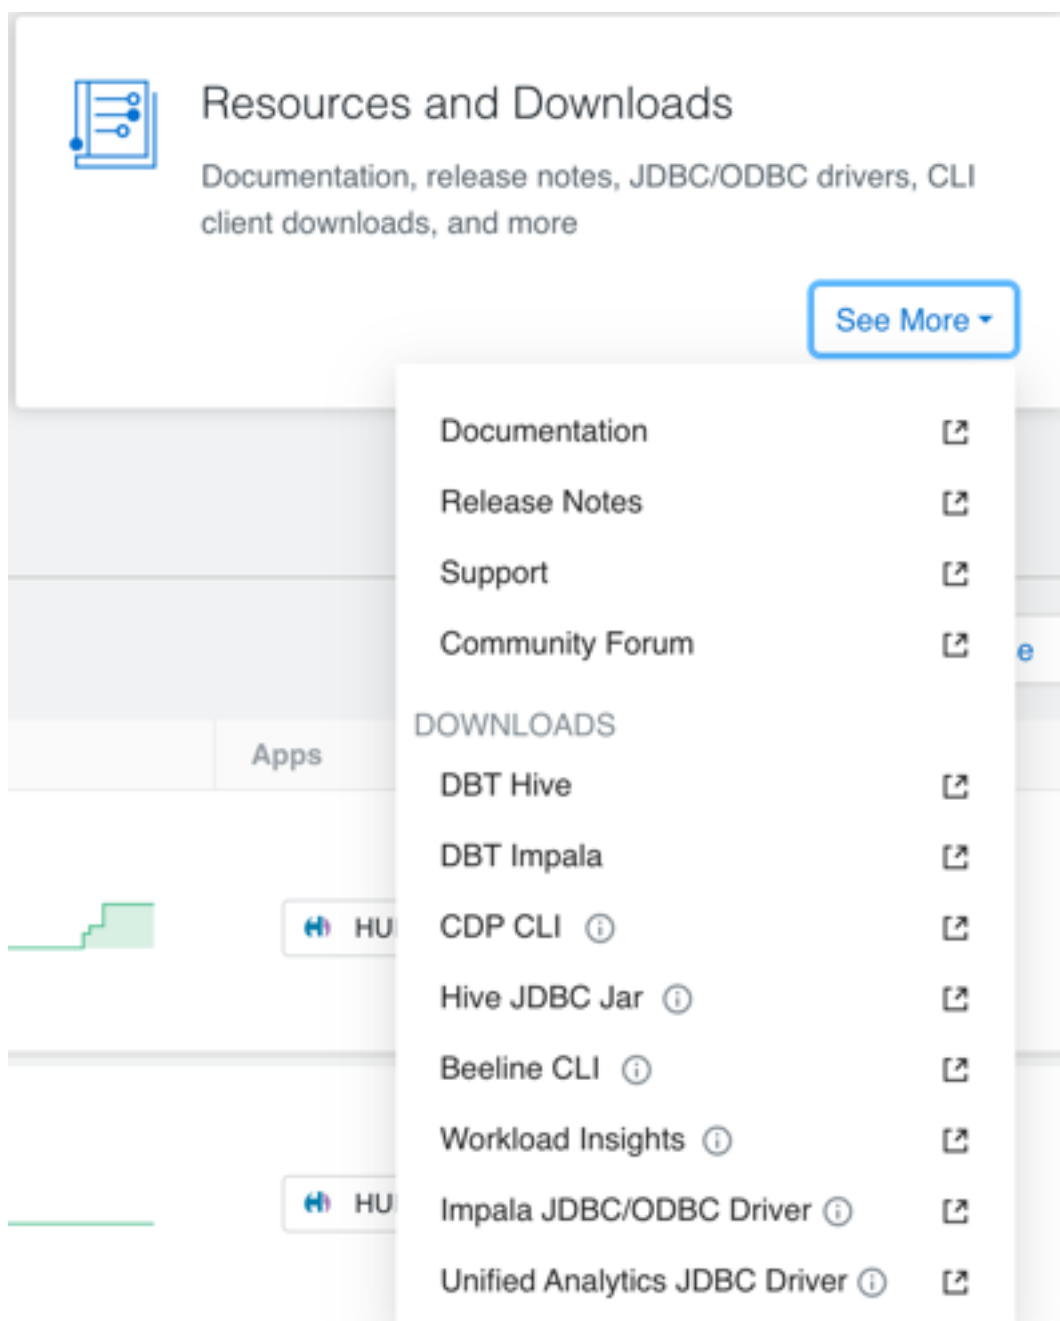 Resources and Downloads
Documentation, release notes, JDBC/ODBC drivers, CLI
client downloads, and more
See More
Documentation
Release Notes
Support
Community Forum
e
DOWNLOADS
Apps
DBT Hive
DBT Impala
HU
CDP CLI
Hive JDBC Jar
Beeline CLI
Workload Insights
HU
Impala JDBC/ODBC Driver
Unified Analytics JDBC Driver